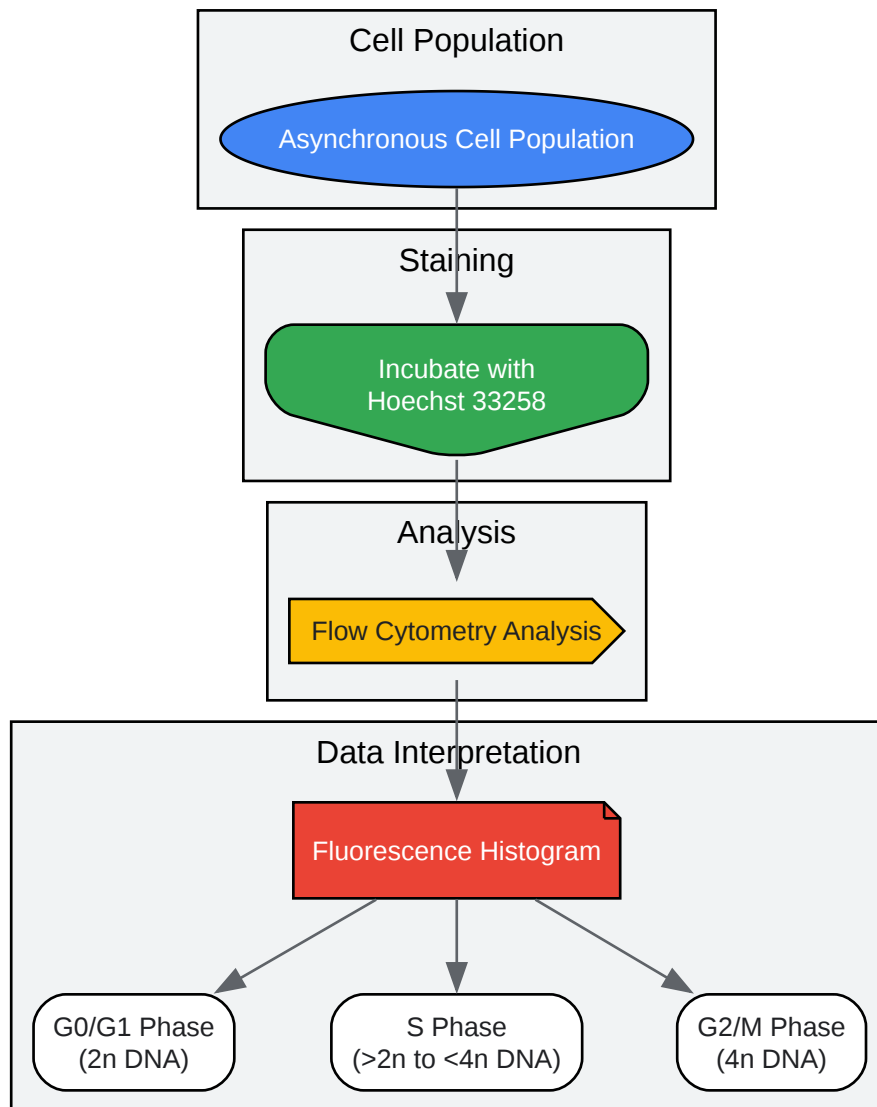 Cell Population
Asynchronous Cell Population
Staining
Incubate with
Hoechst 33258
Analysis
Flow Cytometry Analysis
Data Interpretation
Fluorescence Histogram
G0/G1 Phase
(2n DNA)
S Phase
(>2n to <4n DNA)
G2/M Phase
(4n DNA)